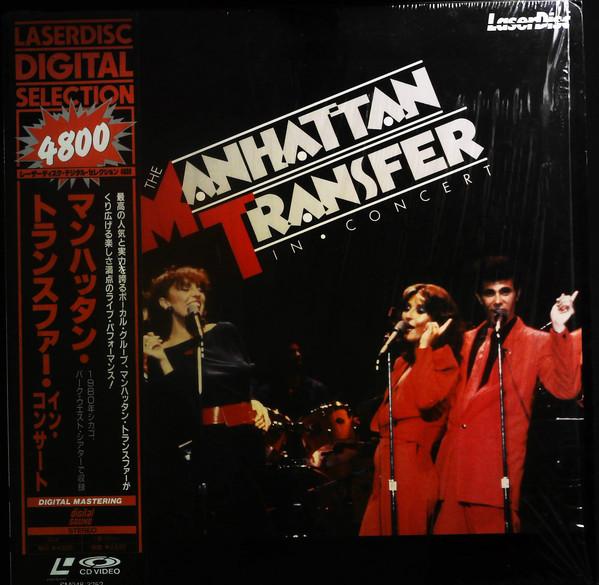 LASERDISC
DIGITAL
SELECTION
4800
レーザーディスク・デジタル・セレクション 4800
最高の人気と実力を誇るボーカル・グループ、マンハッタン・トランスファーが
くり広げる楽しさ満点のライブ・パフォーマンス!
マンハッタン・
トランスファー・イン・
コンサート
1980年シカゴ、
パーク・ウエスト・シアターで収録
DIGITAL MASTERING
digital
SOUND
STEREO
CD VIDEO
LaserDisc
THE
MANHATTAN
TRANSFER
IN • CONCERT